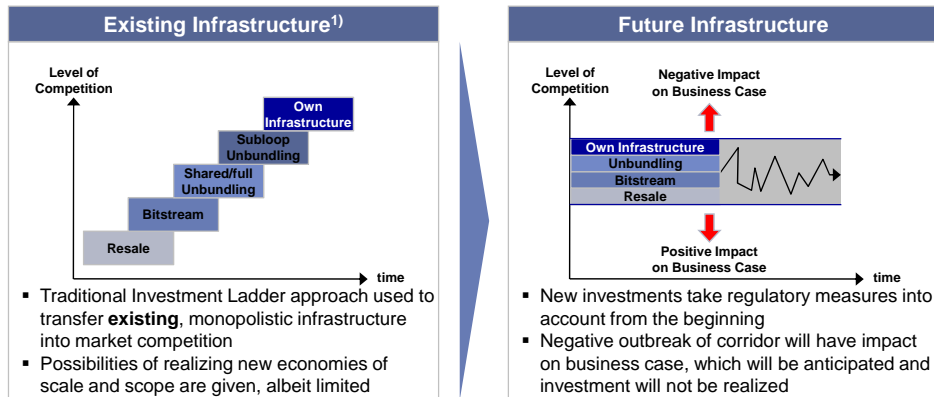 Existing Infrastructure1)
Level of
Competition
Own
Infrastructure
Subloop
Unbundling
Shared/full
Unbundling
Bitstream
Resale
time
▪ Traditional Investment Ladder approach used to
transfer existing, monopolistic infrastructure
into market competition
▪ Possibilities of realizing new economies of
scale and scope are given, albeit limited
Future Infrastructure
Level of
Competition
Negative Impact
on Business Case
Own Infrastructure
Unbundling
Bitstream
Resale
Positive Impact
on Business Case
time
▪ New investments take regulatory measures into
account from the beginning
▪ Negative outbreak of corridor will have impact
on business case, which will be anticipated and
investment will not be realized